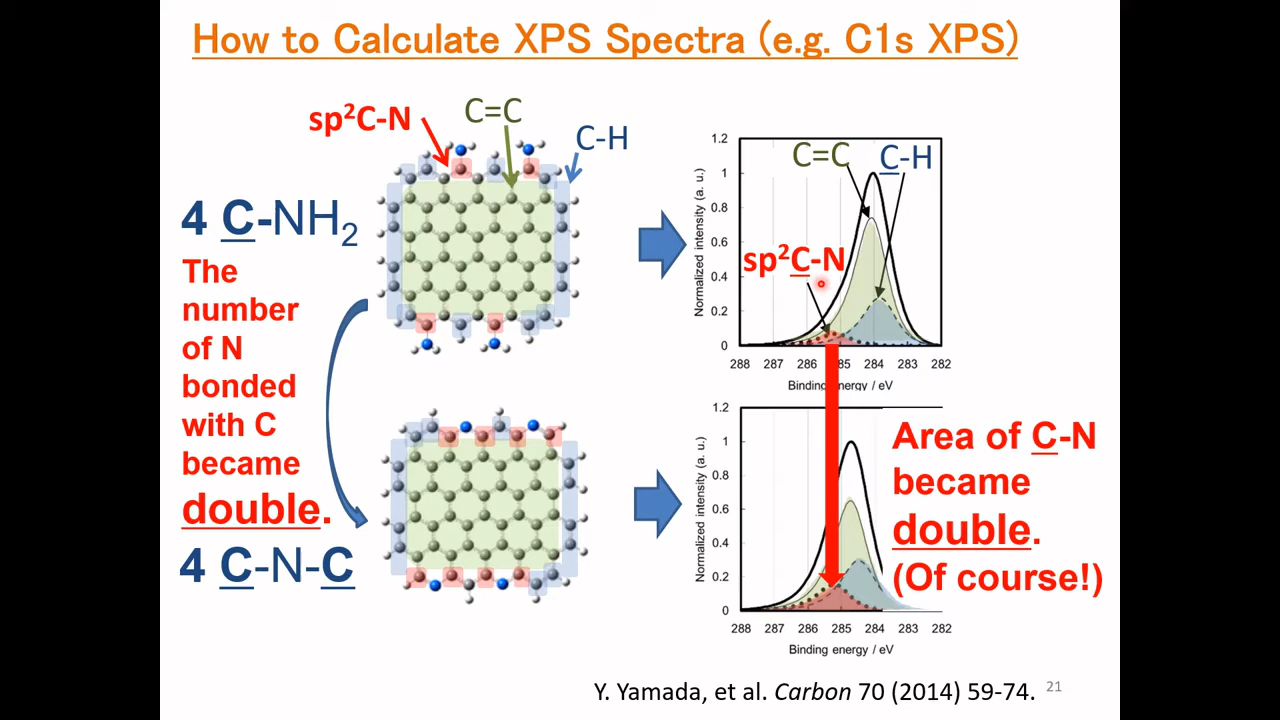 How to Calculate XPS Spectra (e.g. C1s XPS)
sp²C-N
C=C
C-H
4 C-NH₂
The
number
of N
bonded
with C
became
double.
4 C-N-C
Normalized intensity (a. u.)
1.2
1
0.8
0.6
0.4
0.2
0
C=C
C-H
sp²C-N
288 287 286 285 284 283 282
Binding energy / eV
Normalized intensity (a. u.)
1.2
1
0.8
0.6
0.4
0.2
0
288 287 286 285 284 283 282
Binding energy / eV
Area of C-N
became
double.
(Of course!)
Y. Yamada, et al. Carbon 70 (2014) 59-74.
21